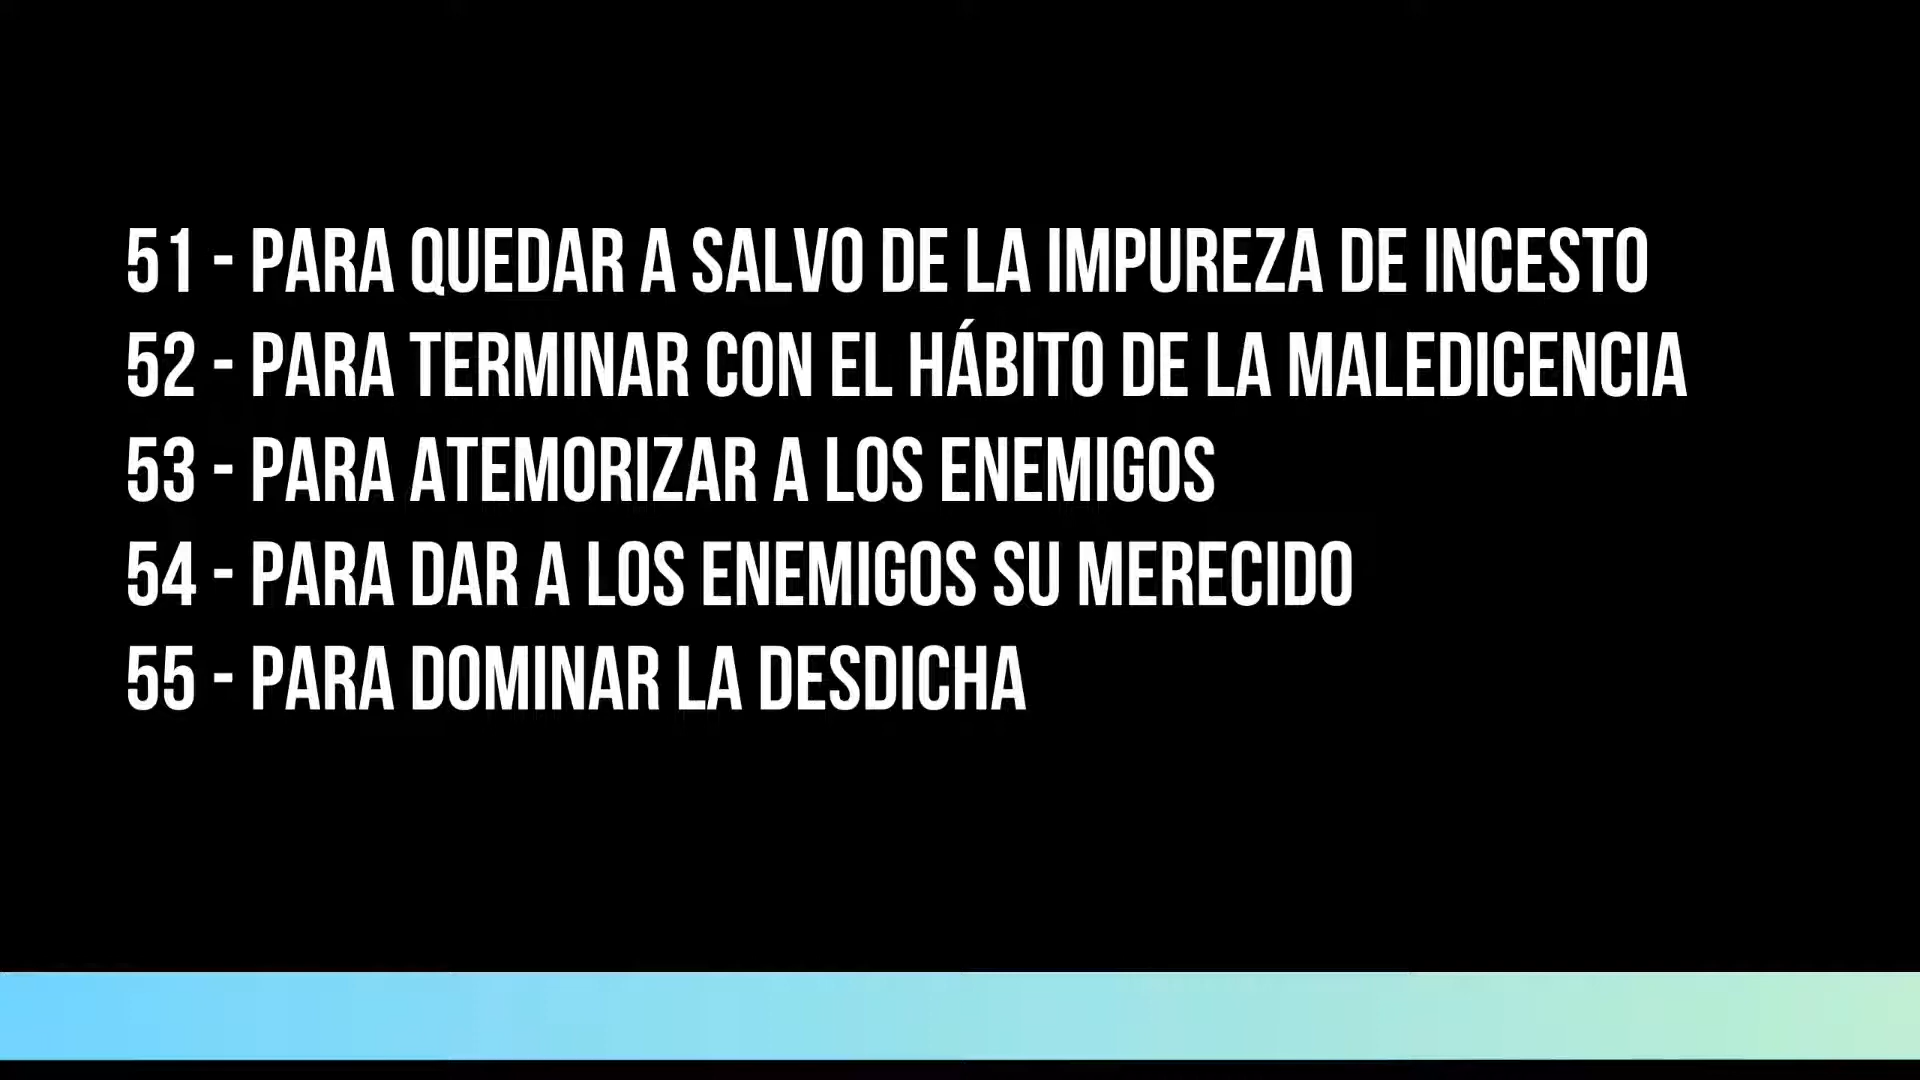 51 - PARA QUEDAR A SALVO DE LA IMPUREZA DE INCESTO
52 - PARA TERMINAR CON EL HÁBITO DE LA MALEDICENCIA
53 - PARA ATEMORIZAR A LOS ENEMIGOS
54 - PARA DAR A LOS ENEMIGOS SU MERECIDO
55 - PARA DOMINAR LA DESDICHA